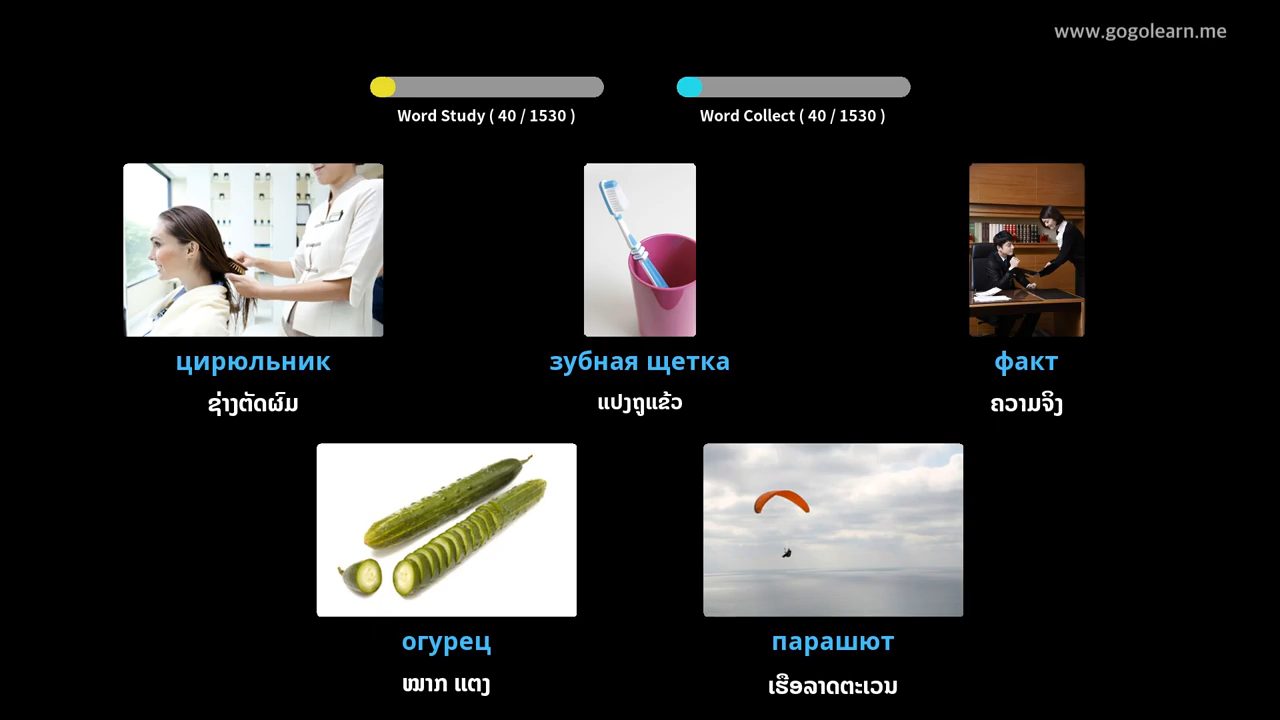 www.gogolearn.me
Word Study ( 40 / 1530 )
Word Collect ( 40 / 1530 )
цирюльник
зубная щетка
факт
ຊ່າງຕັດຜົມ
ແປງຖູແຂ້ວ
ຄວາມຈິງ
огурец
парашют
ໝາກ ແຕງ
ເຮືອລາດຕະເວນ